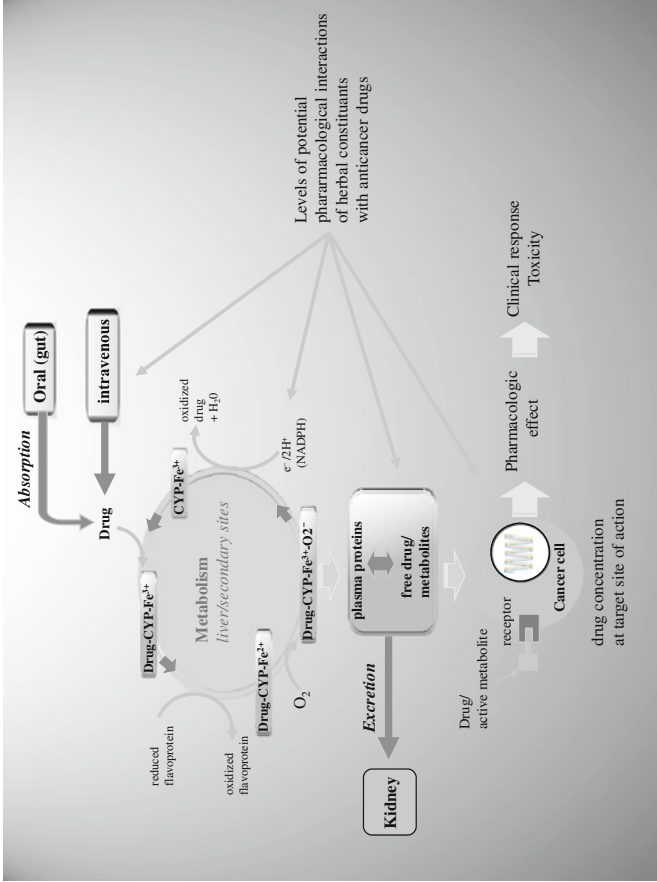 Absorption
Oral (gut)
intravenous
Drug
Drug-CYP-Fe³⁺
CYP-Fe³⁺
oxidized
drug
+ H₂0
Metabolism
liver/secondary sites
reduced
flavoprotein
oxidized
flavoprotein
Drug-CYP-Fe²⁺
O₂
Drug-CYP-Fe³⁺-O2⁻
e⁻/2H⁺
(NADPH)
Levels of potential
phararmacological interactions
of herbal constituants
with anticancer drugs
Excretion
Kidney
plasma proteins
free drug/
metabolites
Drug/
active metabolite
receptor
Cancer cell
Pharmacologic
effect
Clinical response
Toxicity
drug concentration
at target site of action